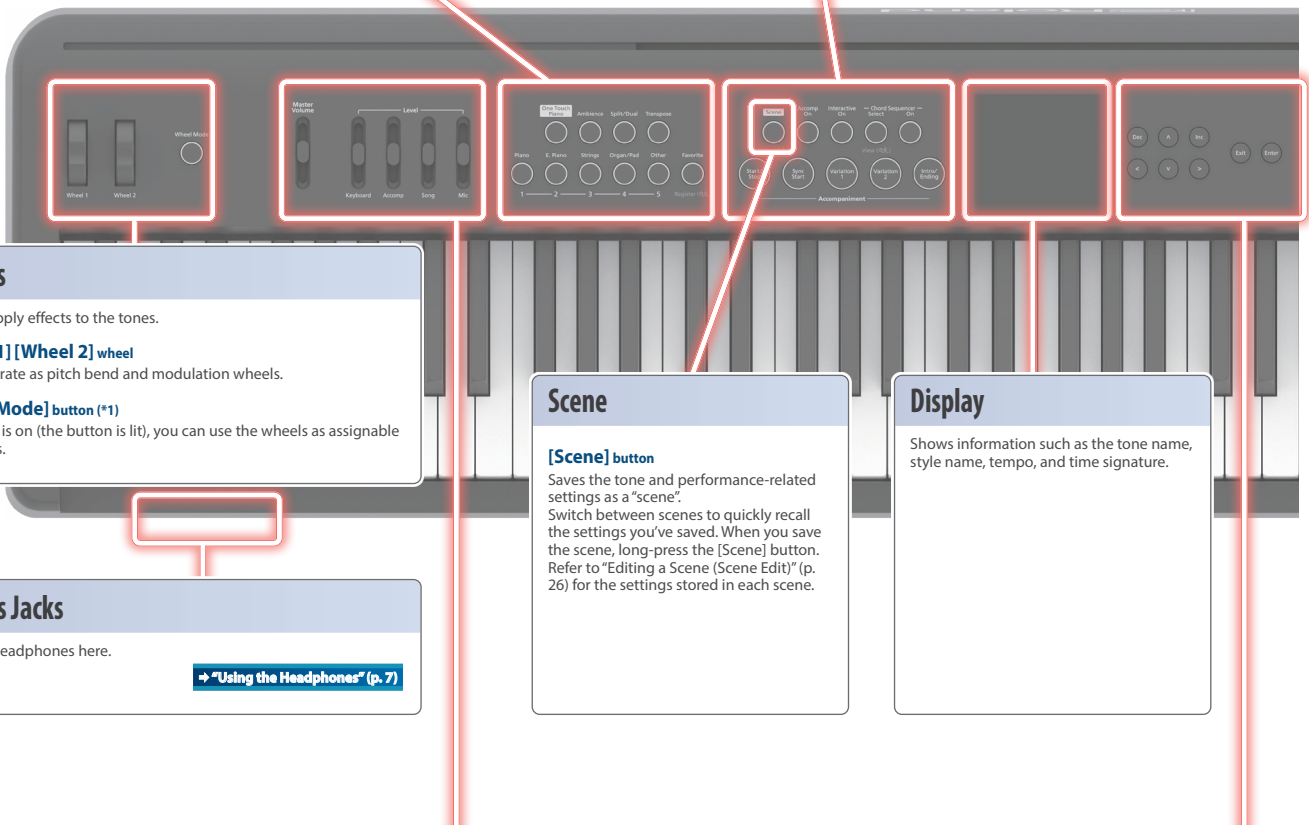 Roland
Master
Volume
Level
Wheel Mode
Wheel 1 Wheel 2
Keyboard Accomp Song Mic
One Touch
Piano Ambience Split/Dual Transpose
Piano E. Piano Strings Organ/Pad Other Favorite
1 2 3 4 5
Scene Accomp
On Interactive
On Chord Sequencer
Select On
Start/
Stop Sync
Start Variation
1 Variation
2 Intro/
Ending
Accompaniment
Dec ∧ Inc
< ∨ >
Exit Enter
s
pply effects to the tones.
1] [Wheel 2] wheel
rate as pitch bend and modulation wheels.
Mode] button (*1)
is on (the button is lit), you can use the wheels as assignable
s.
Scene
[Scene] button
Saves the tone and performance-related
settings as a "scene".
Switch between scenes to quickly recall
the settings you've saved. When you save
the scene, long-press the [Scene] button.
Refer to "Editing a Scene (Scene Edit)" (p.
26) for the settings stored in each scene.
Display
Shows information such as the tone name,
style name, tempo, and time signature.
s Jacks
eadphones here.
➔ "Using the Headphones" (p. 7)